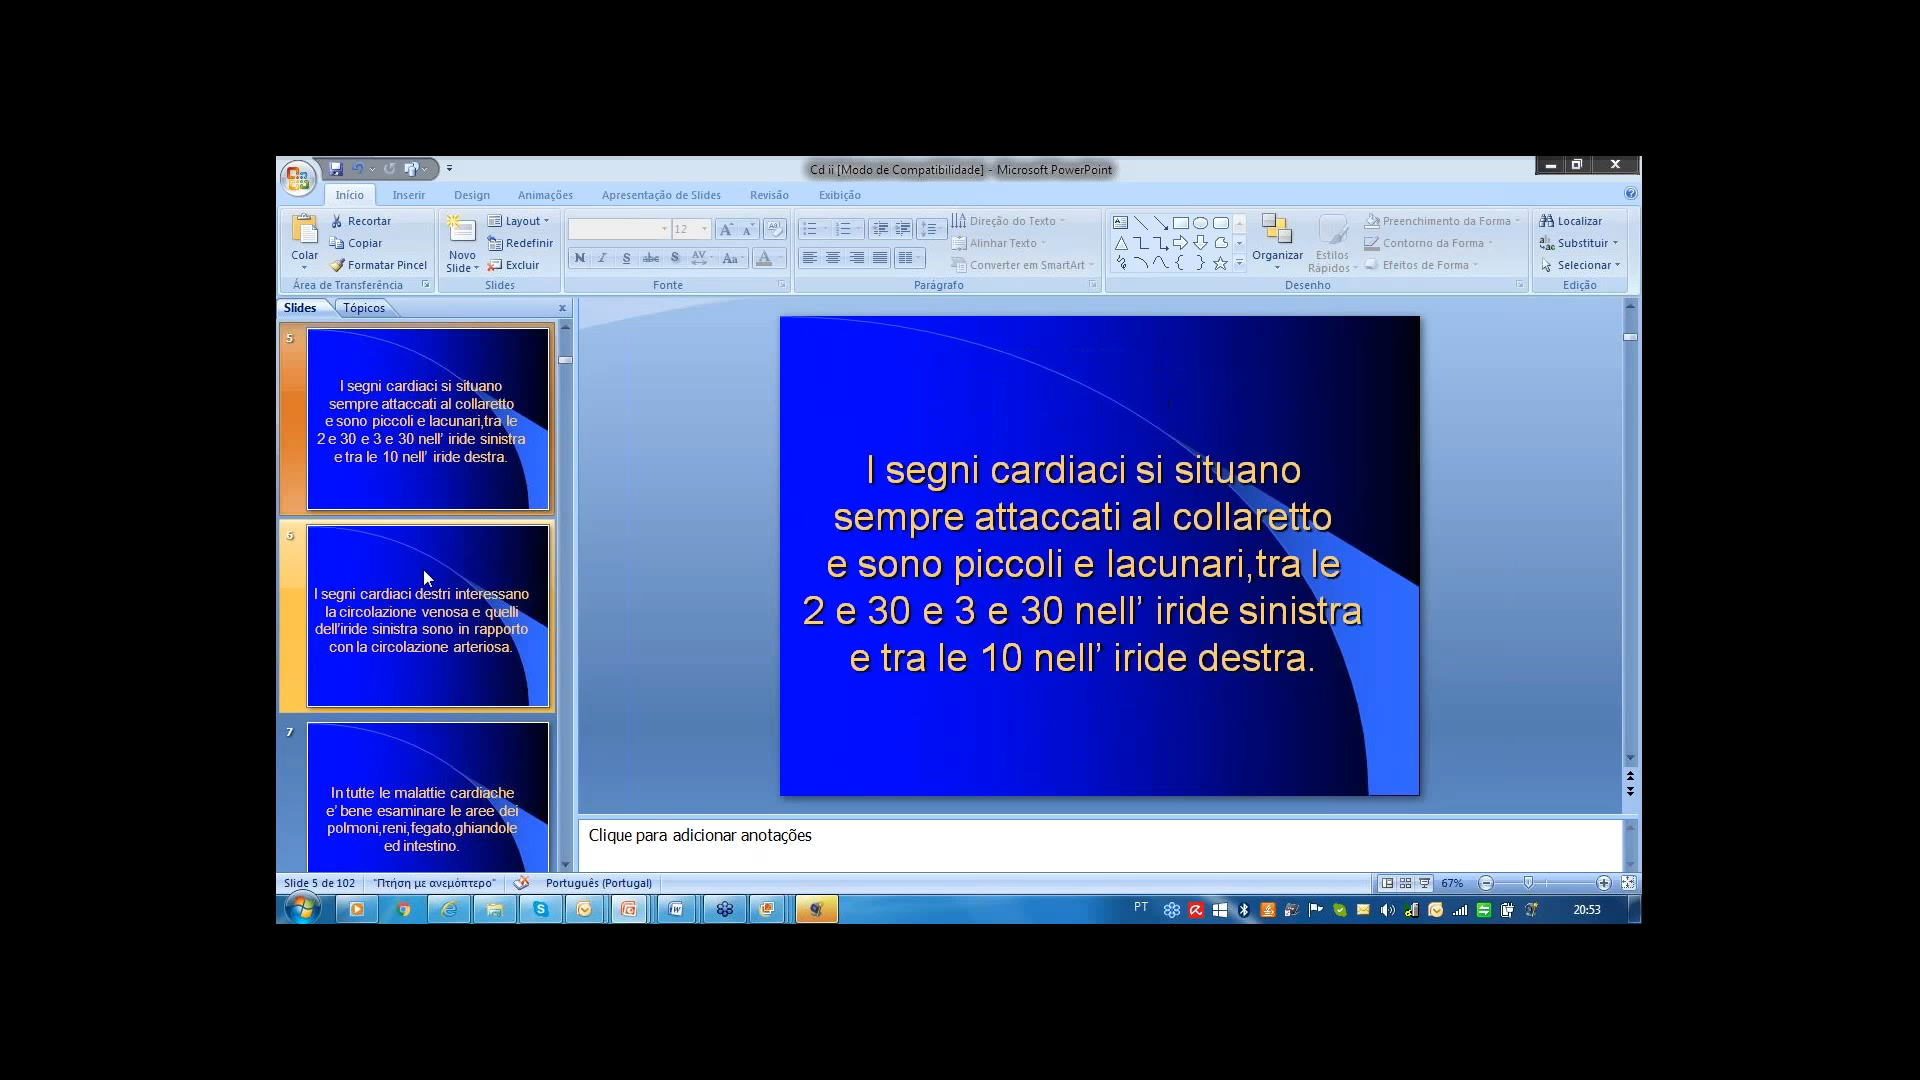 Cd ii [Modo de Compatibilidade] - Microsoft PowerPoint
Início Inserir Design Animações Apresentação de Slides Revisão Exibição
Colar
Recortar
Copiar
Formatar Pincel
Área de Transferência
Novo
Slide
Layout
Redefinir
Excluir
Slides
12
Fonte
Direção do Texto
Alinhar Texto
Converter em SmartArt
Parágrafo
Organizar
Estilos
Rápidos
Preenchimento da Forma
Contorno da Forma
Efeitos de Forma
Desenho
Localizar
Substituir
Selecionar
Edição
Slides Tópicos
5
I segni cardiaci si situano
sempre attaccati al collaretto
e sono piccoli e lacunari,tra le
2 e 30 e 3 e 30 nell’ iride sinistra
e tra le 10 nell’ iride destra.
6
I segni cardiaci destri interessano
la circolazione venosa e quelli
dell’iride sinistra sono in rapporto
con la circolazione arteriosa.
7
In tutte le malattie cardiache
e’ bene esaminare le aree dei
polmoni,reni,fegato,ghiandole
ed intestino.
I segni cardiaci si situano
sempre attaccati al collaretto
e sono piccoli e lacunari,tra le
2 e 30 e 3 e 30 nell’ iride sinistra
e tra le 10 nell’ iride destra.
Clique para adicionar anotações
Slide 5 de 102 "Πτήση με ανεμόπτερο" Português (Portugal) 67%
PT 20:53